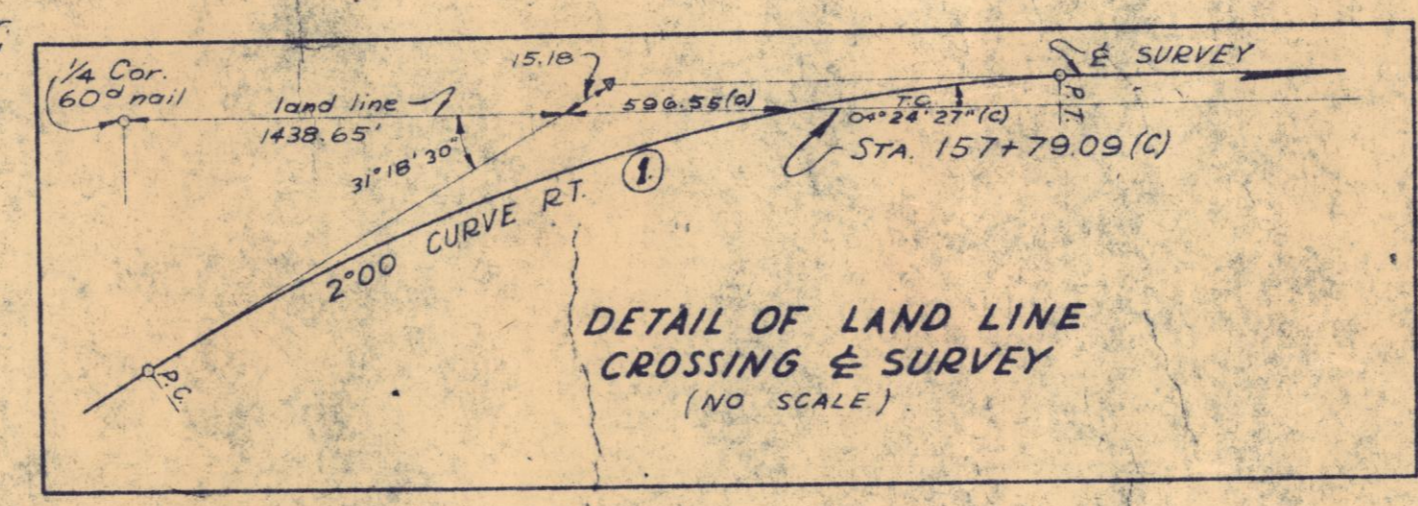 1/4 Cor.
60ᵈ nail
land line
1438.65'
15.18
596.55(c)
℄ SURVEY
P.T.
T.C.
04°24'27"(C)
STA. 157+79.09(C)
31°18'30"
2°00 CURVE RT.
1
P.C.
DETAIL OF LAND LINE
CROSSING ℄ SURVEY
(NO SCALE)